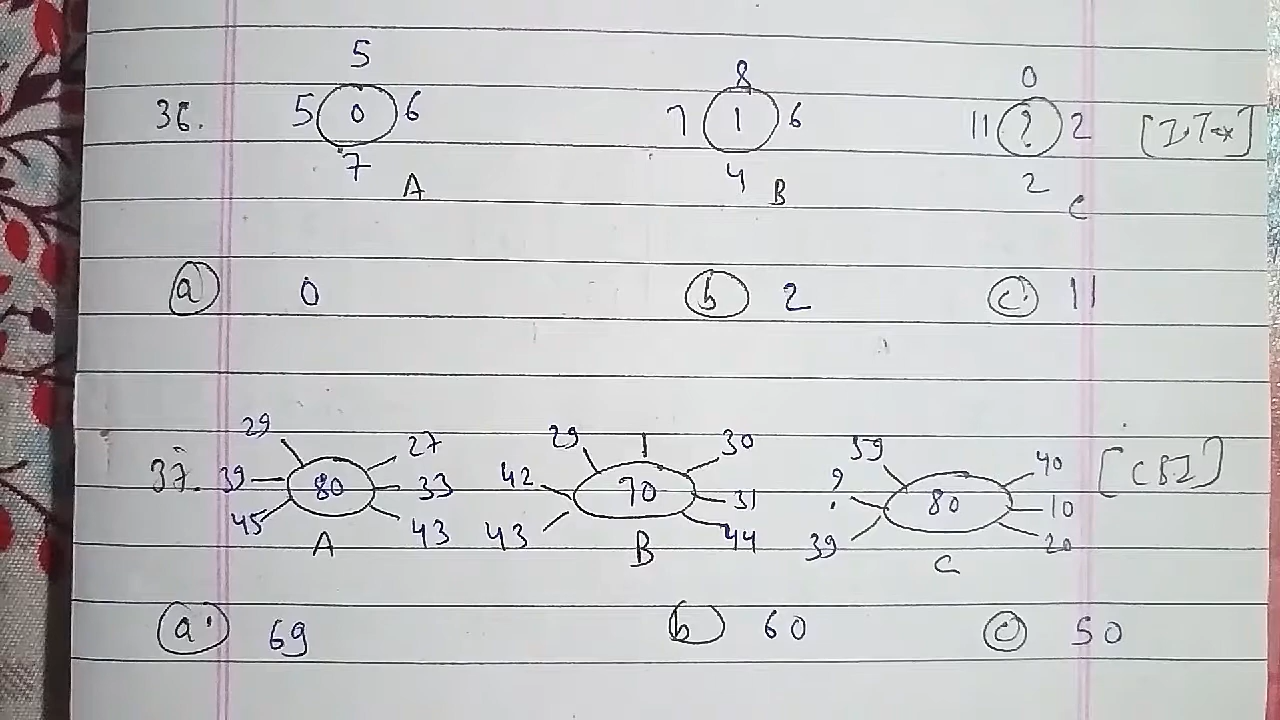 5 8 0
36. 5 0 6 7 1 6 11 ? 2 [I.Tax]
7 A 4 B 2 C
(a) 0 (b) 2 (c) 11
29 27 29 1 30 39 40 [CBI]
37. 39 80 33 42 70 31 ? 80 10
45 A 43 43 B 44 39 C 20
(a) 69 (b) 60 (c) 50